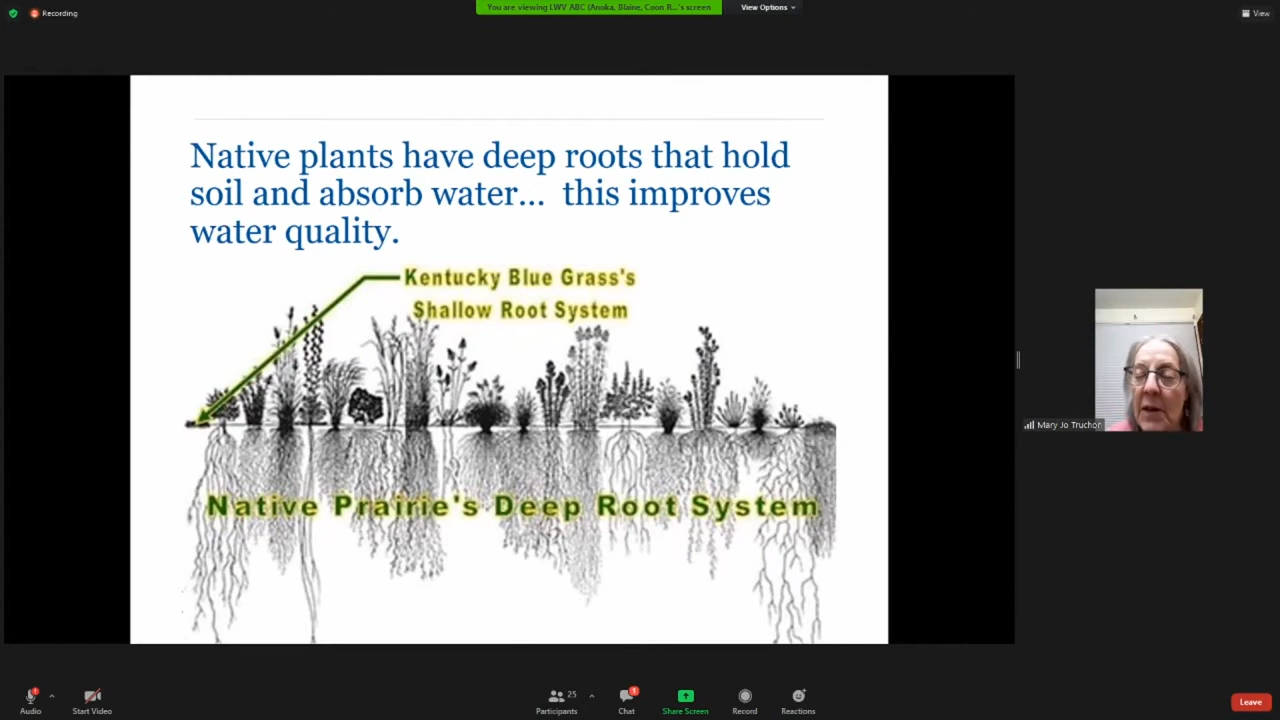 Recording
You are viewing LWV ABC (Anoka, Blaine, Coon R...'s screen
View Options
View
Native plants have deep roots that hold
soil and absorb water... this improves
water quality.
Kentucky Blue Grass's
Shallow Root System
Native Prairie's Deep Root System
Mary Jo Truchon
Audio
Start Video
25
Participants
1
Chat
Share Screen
Record
Reactions
Leave